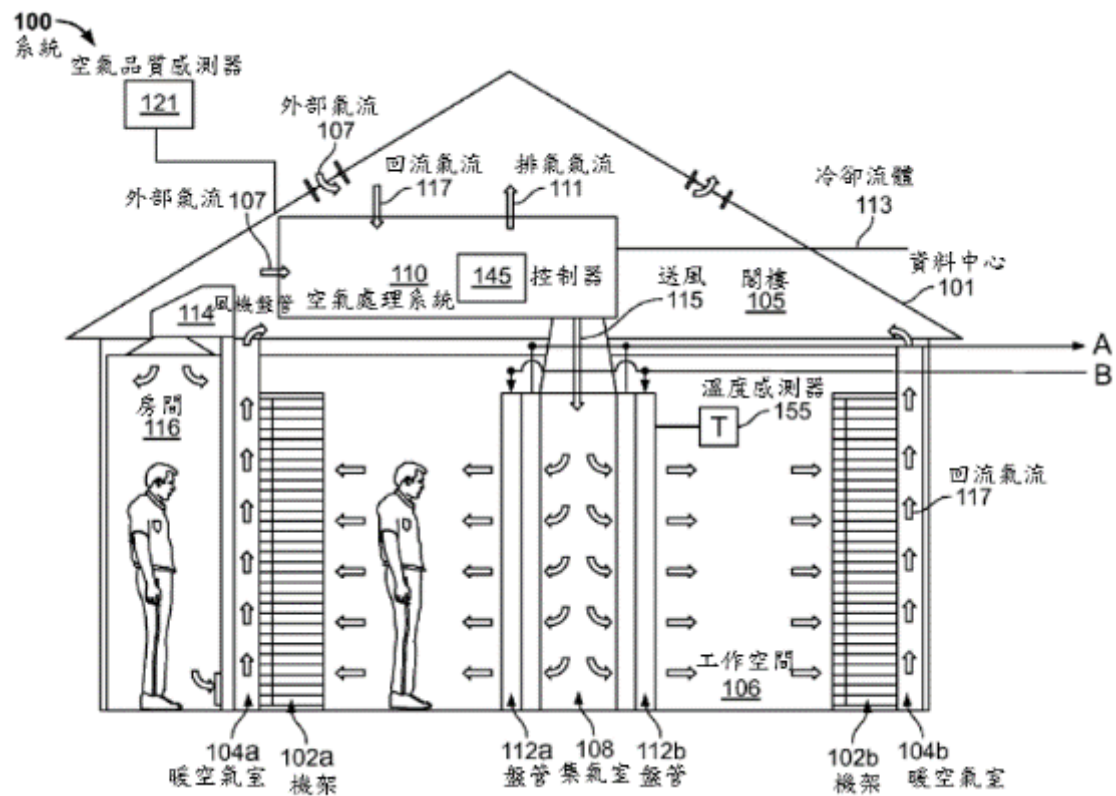 100
系統
空氣品質感測器
121
外部氣流
107
回流氣流
117
排氣氣流
111
冷卻流體
113
外部氣流 107
110
空氣處理系統
145 控制器
送風
115
閣樓
105
資料中心
101
114 風機盤管
A
B
房間
116
溫度感測器
T
155
回流氣流
117
工作空間
106
104a
暖空氣室
102a
機架
112a
盤管
108
集氣室
112b
盤管
102b
機架
104b
暖空氣室